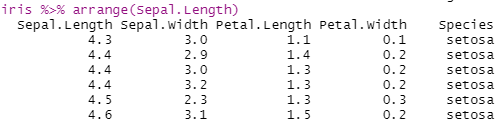 iris %>% arrange(Sepal.Length)
Sepal.Length Sepal.Width Petal.Length Petal.Width Species
4.3 3.0 1.1 0.1 setosa
4.4 2.9 1.4 0.2 setosa
4.4 3.0 1.3 0.2 setosa
4.4 3.2 1.3 0.2 setosa
4.5 2.3 1.3 0.3 setosa
4.6 3.1 1.5 0.2 setosa